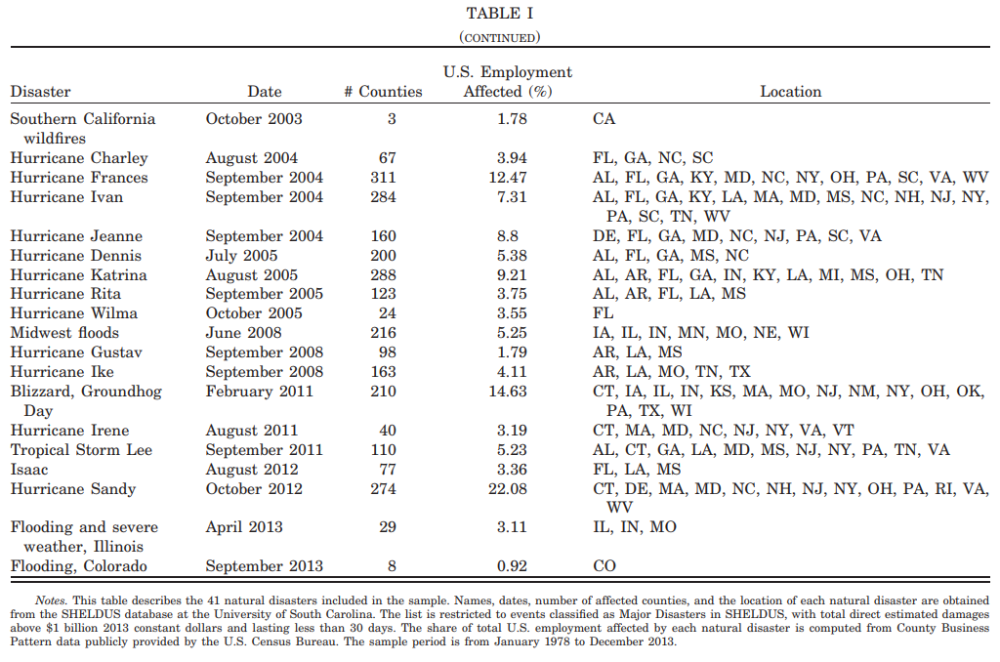 TABLE I
(CONTINUED)
U.S. Employment
Disaster Date # Counties Affected (%) Location
Southern California October 2003 3 1.78 CA
wildfires
Hurricane Charley August 2004 67 3.94 FL, GA, NC, SC
Hurricane Frances September 2004 311 12.47 AL, FL, GA, KY, MD, NC, NY, OH, PA, SC, VA, WV
Hurricane Ivan September 2004 284 7.31 AL, FL, GA, KY, LA, MA, MD, MS, NC, NH, NJ, NY,
PA, SC, TN, WV
Hurricane Jeanne September 2004 160 8.8 DE, FL, GA, MD, NC, NJ, PA, SC, VA
Hurricane Dennis July 2005 200 5.38 AL, FL, GA, MS, NC
Hurricane Katrina August 2005 288 9.21 AL, AR, FL, GA, IN, KY, LA, MI, MS, OH, TN
Hurricane Rita September 2005 123 3.75 AL, AR, FL, LA, MS
Hurricane Wilma October 2005 24 3.55 FL
Midwest floods June 2008 216 5.25 IA, IL, IN, MN, MO, NE, WI
Hurricane Gustav September 2008 98 1.79 AR, LA, MS
Hurricane Ike September 2008 163 4.11 AR, LA, MO, TN, TX
Blizzard, Groundhog February 2011 210 14.63 CT, IA, IL, IN, KS, MA, MO, NJ, NM, NY, OH, OK,
Day PA, TX, WI
Hurricane Irene August 2011 40 3.19 CT, MA, MD, NC, NJ, NY, VA, VT
Tropical Storm Lee September 2011 110 5.23 AL, CT, GA, LA, MD, MS, NJ, NY, PA, TN, VA
Isaac August 2012 77 3.36 FL, LA, MS
Hurricane Sandy October 2012 274 22.08 CT, DE, MA, MD, NC, NH, NJ, NY, OH, PA, RI, VA,
WV
Flooding and severe April 2013 29 3.11 IL, IN, MO
weather, Illinois
Flooding, Colorado September 2013 8 0.92 CO
Notes. This table describes the 41 natural disasters included in the sample. Names, dates, number of affected counties, and the location of each natural disaster are obtained
from the SHELDUS database at the University of South Carolina. The list is restricted to events classified as Major Disasters in SHELDUS, with total direct estimated damages
above $1 billion 2013 constant dollars and lasting less than 30 days. The share of total U.S. employment affected by each natural disaster is computed from County Business
Pattern data publicly provided by the U.S. Census Bureau. The sample period is from January 1978 to December 2013.